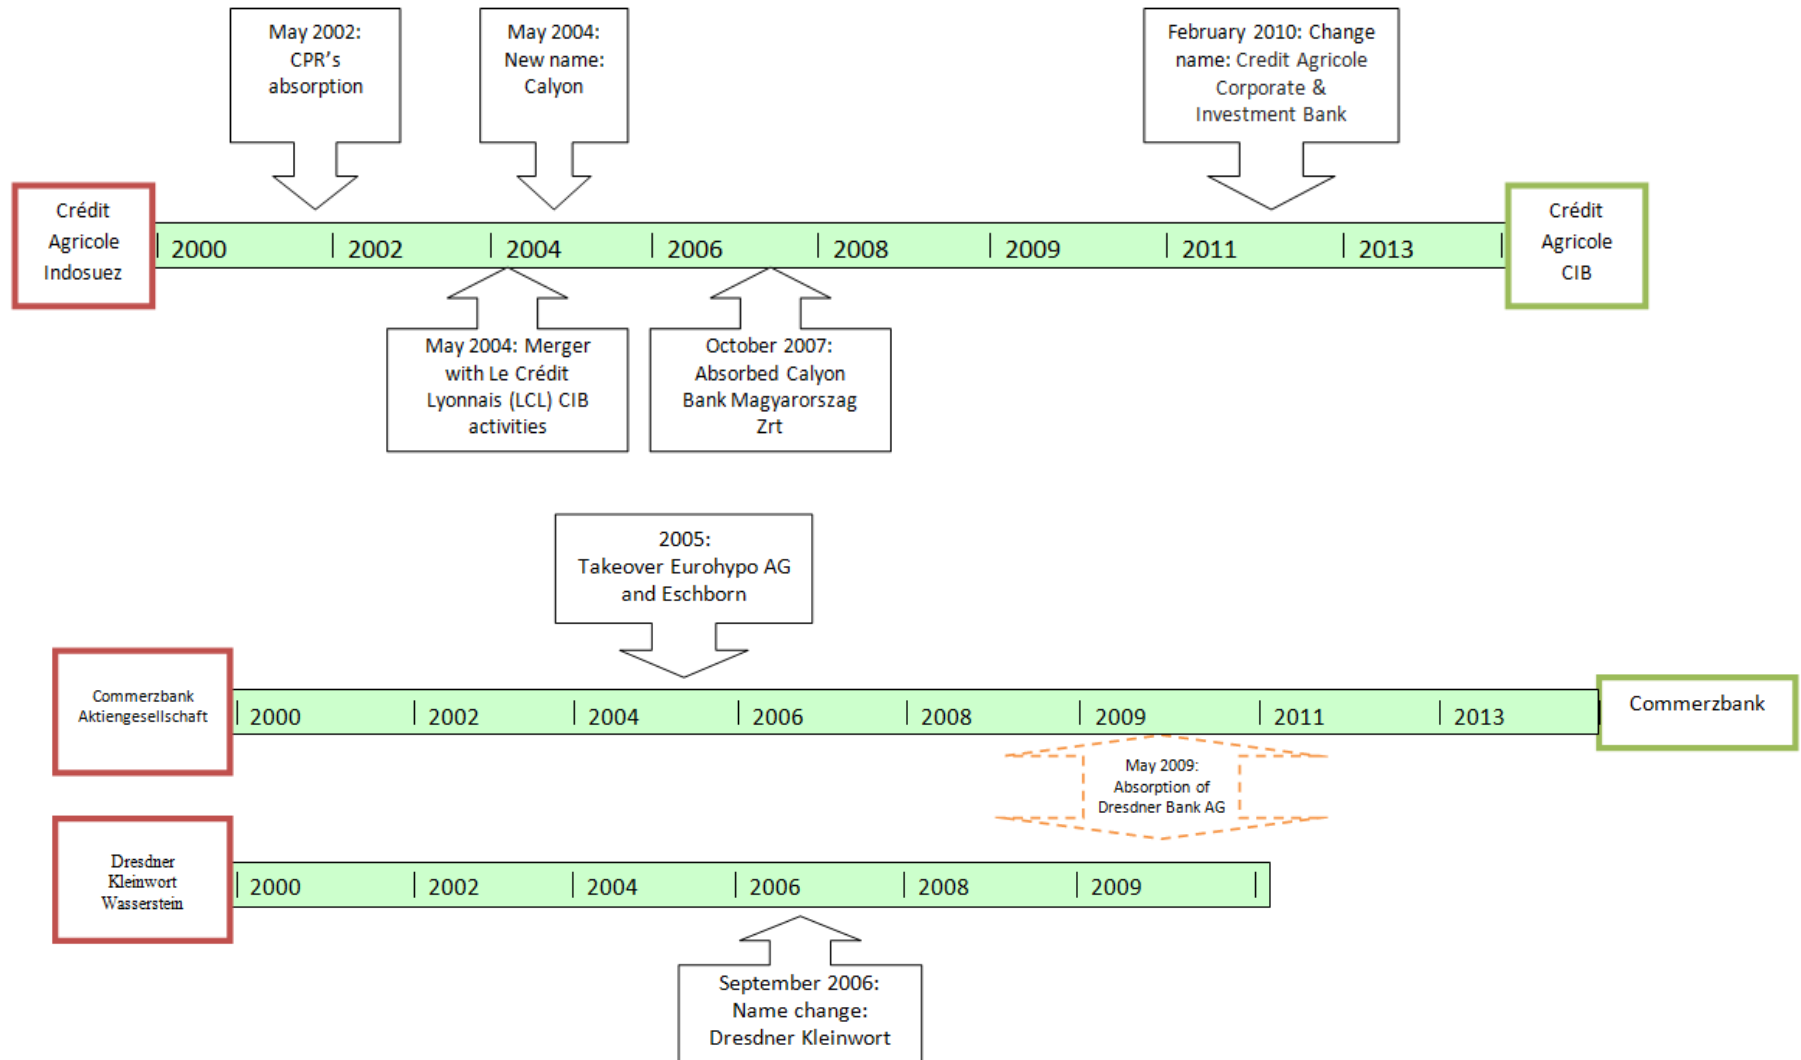 May 2002:
CPR's
absorption
May 2004:
New name:
Calyon
February 2010: Change
name: Credit Agricole
Corporate &
Investment Bank
Crédit
Agricole
Indosuez
2000 2002 2004 2006 2008 2009 2011 2013
Crédit
Agricole
CIB
May 2004: Merger
with Le Crédit
Lyonnais (LCL) CIB
activities
October 2007:
Absorbed Calyon
Bank Magyarorszag
Zrt
2005:
Takeover Eurohypo AG
and Eschborn
Commerzbank
Aktiengesellschaft
2000 2002 2004 2006 2008 2009 2011 2013
Commerzbank
May 2009:
Absorption of
Dresdner Bank AG
Dresdner
Kleinwort
Wasserstein
2000 2002 2004 2006 2008 2009
September 2006:
Name change:
Dresdner Kleinwort